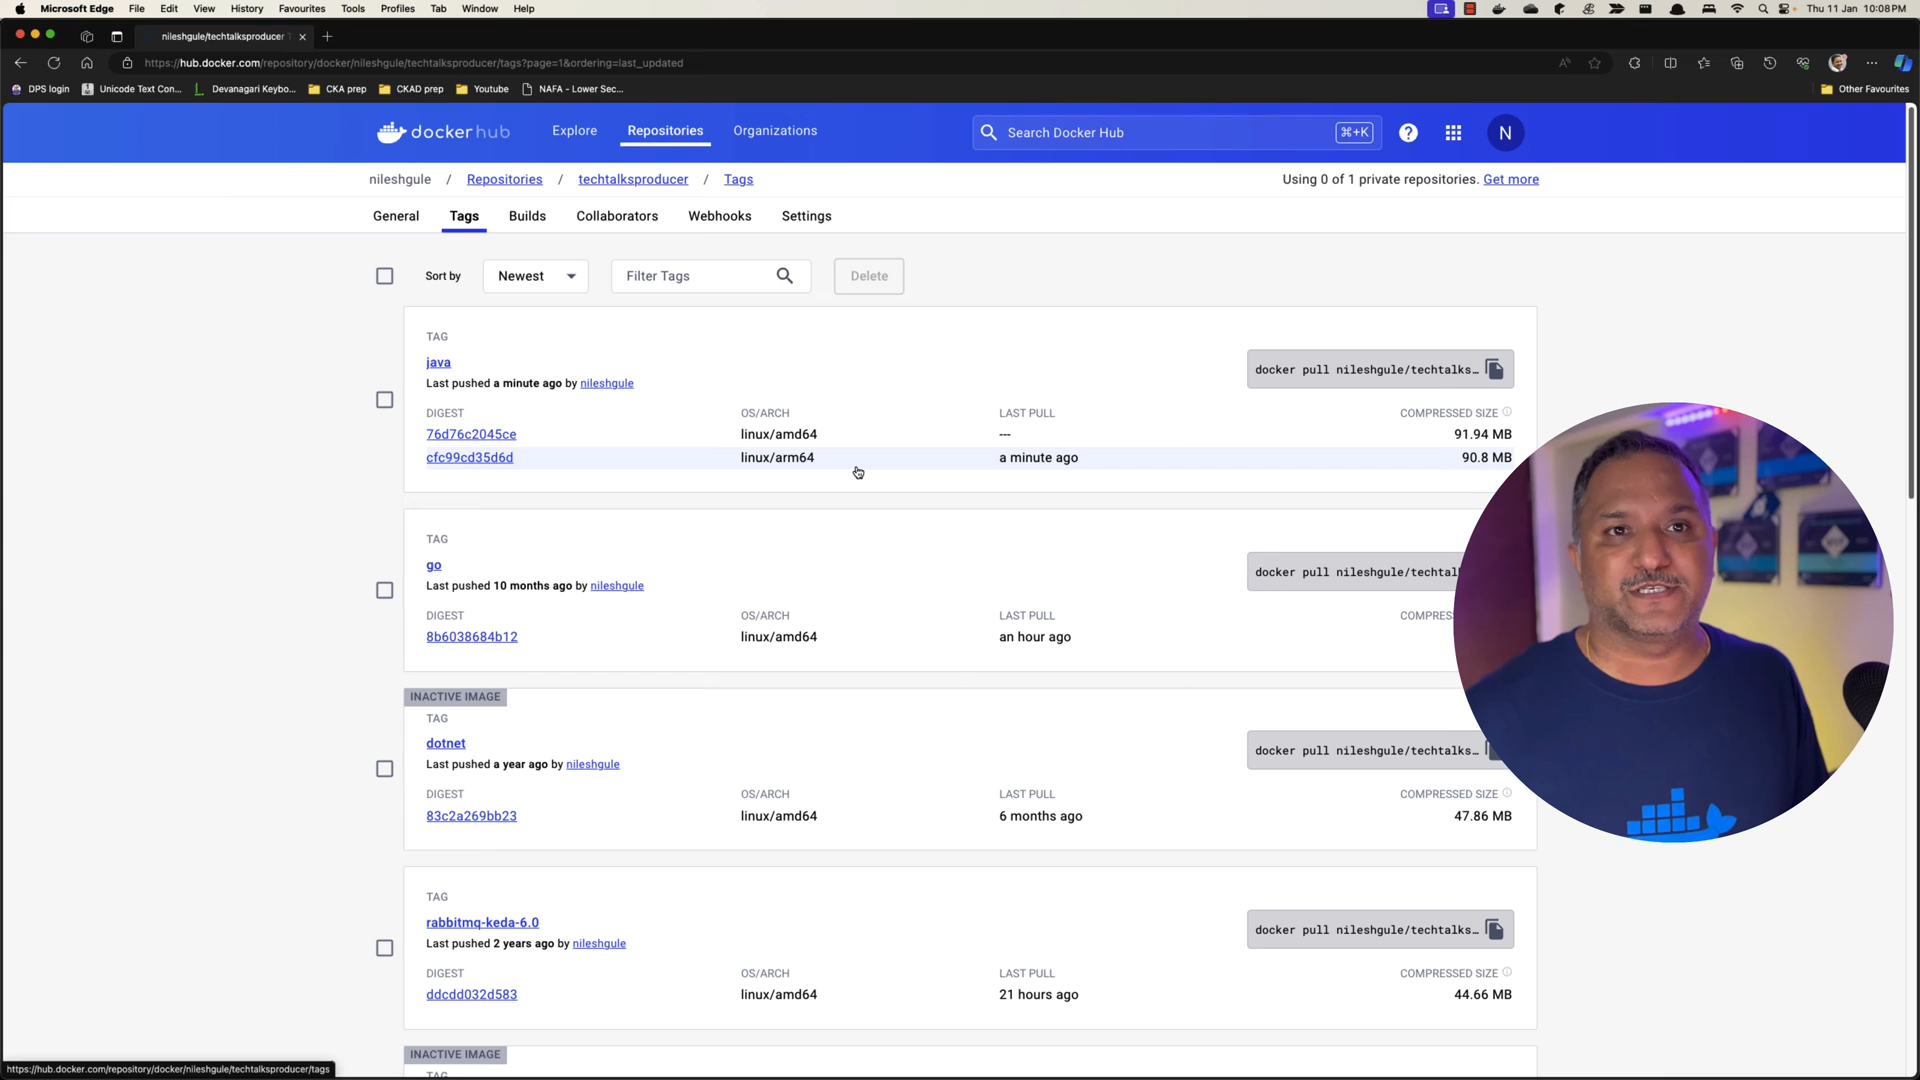 Microsoft Edge File Edit View History Favourites Tools Profiles Tab Window Help
Thu 11 Jan 10:08PM
nileshgule/techtalksproducer
https://hub.docker.com/repository/docker/nileshgule/techtalksproducer/tags?page=1&ordering=last_updated
DPS login Unicode Text Con... Devanagari Keybo... CKA prep CKAD prep Youtube NAFA - Lower Sec... Other Favourites
dockerhub Explore Repositories Organizations Search Docker Hub ⌘+K ? N
nileshgule / Repositories / techtalksproducer / Tags Using 0 of 1 private repositories. Get more
General Tags Builds Collaborators Webhooks Settings
Sort by Newest Filter Tags Delete
TAG
java docker pull nileshgule/techtalks…
Last pushed a minute ago by nileshgule
DIGEST OS/ARCH LAST PULL COMPRESSED SIZE
76d76c2045ce linux/amd64 --- 91.94 MB
cfc99cd35d6d linux/arm64 a minute ago 90.8 MB
TAG
go docker pull nileshgule/techtal
Last pushed 10 months ago by nileshgule
DIGEST OS/ARCH LAST PULL COMPRES
8b6038684b12 linux/amd64 an hour ago
INACTIVE IMAGE
TAG
dotnet docker pull nileshgule/techtalks…
Last pushed a year ago by nileshgule
DIGEST OS/ARCH LAST PULL COMPRESSED SIZE
83c2a269bb23 linux/amd64 6 months ago 47.86 MB
TAG
rabbitmq-keda-6.0 docker pull nileshgule/techtalks…
Last pushed 2 years ago by nileshgule
DIGEST OS/ARCH LAST PULL COMPRESSED SIZE
ddcdd032d583 linux/amd64 21 hours ago 44.66 MB
INACTIVE IMAGE
TAG
https://hub.docker.com/repository/docker/nileshgule/techtalksproducer/tags